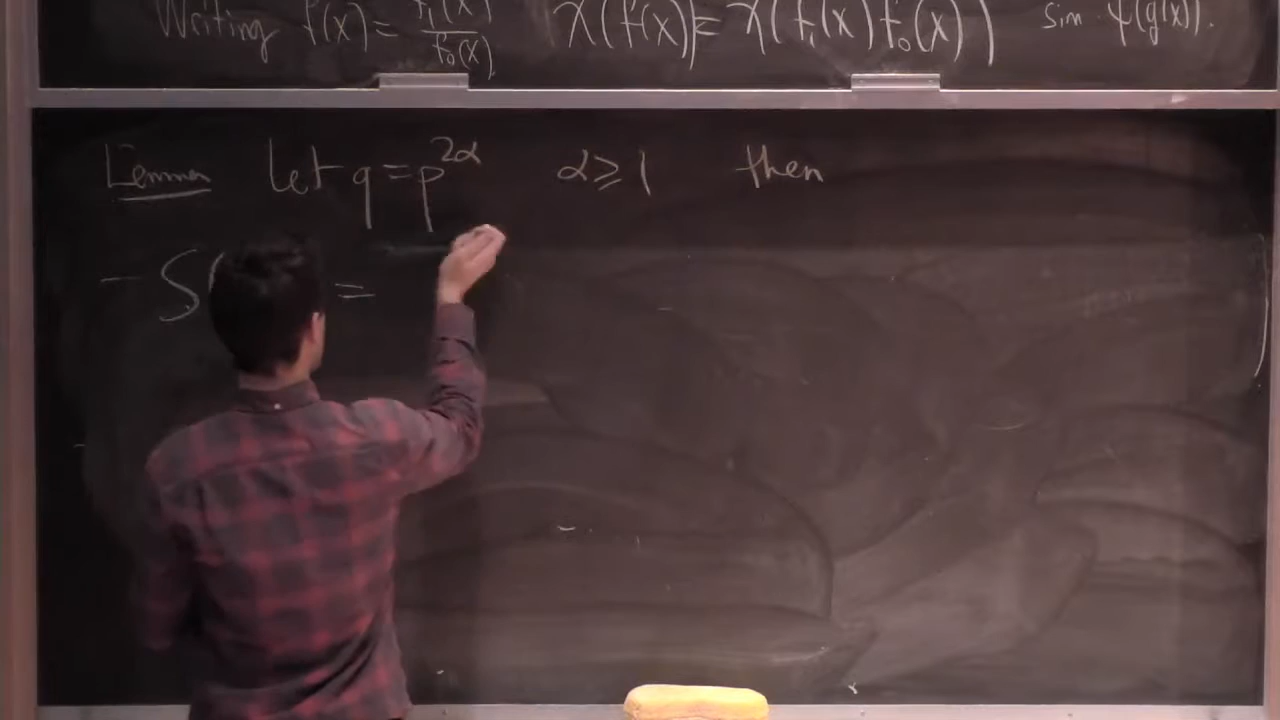 Writing f(x) = f₁(x)/f₀(x) χ(f(x)) = χ(f₁(x) f₀(x)) Sim ψ(g(x)).
Lemma Let q = p^{2α} α ≥ 1 then
- S( =